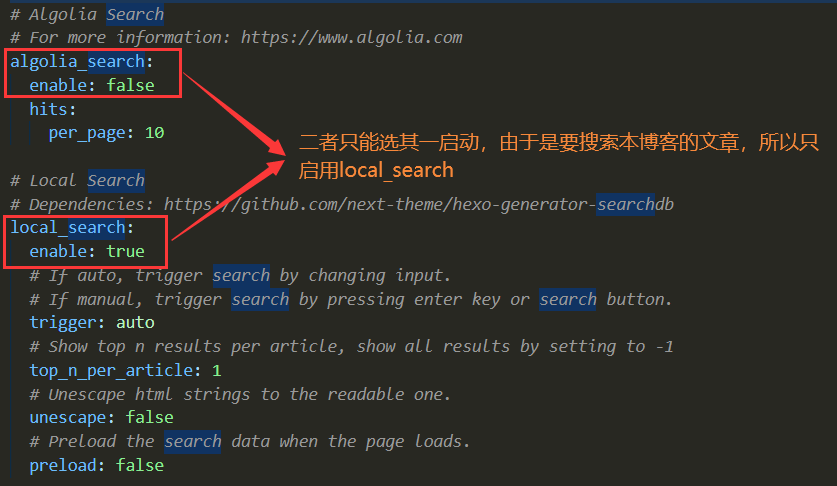 # Algolia Search
# For more information: https://www.algolia.com
algolia_search:
  enable: false
  hits:
    per_page: 10
二者只能选其一启动，由于是要搜索本博客的文章，所以只
启用local_search
# Local Search
# Dependencies: https://github.com/next-theme/hexo-generator-searchdb
local_search:
  enable: true
  # If auto, trigger search by changing input.
  # If manual, trigger search by pressing enter key or search button.
  trigger: auto
  # Show top n results per article, show all results by setting to -1
  top_n_per_article: 1
  # Unescape html strings to the readable one.
  unescape: false
  # Preload the search data when the page loads.
  preload: false